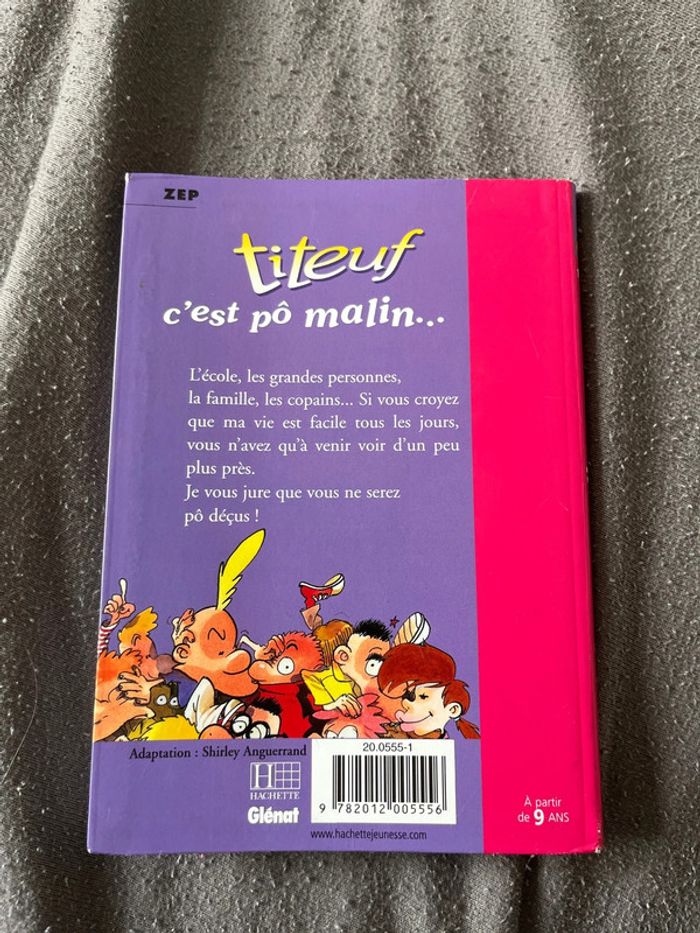 ZEP
titeuf
c'est pô malin...
L'école, les grandes personnes,
la famille, les copains... Si vous croyez
que ma vie est facile tous les jours,
vous n'avez qu'à venir voir d'un peu
plus près.
Je vous jure que vous ne serez
pô déçus !
Adaptation : Shirley Anguerrand
H
HACHETTE
Glénat
20.0555-1
9 782012 005556
www.hachettejeunesse.com
À partir
de 9 ANS